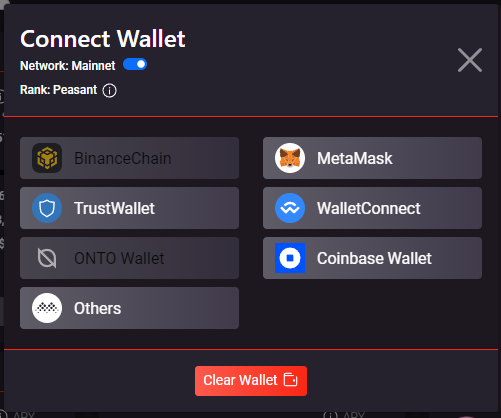 Connect Wallet
Network: Mainnet
Rank: Peasant
BinanceChain
MetaMask
TrustWallet
WalletConnect
ONTO Wallet
Coinbase Wallet
Others
Clear Wallet